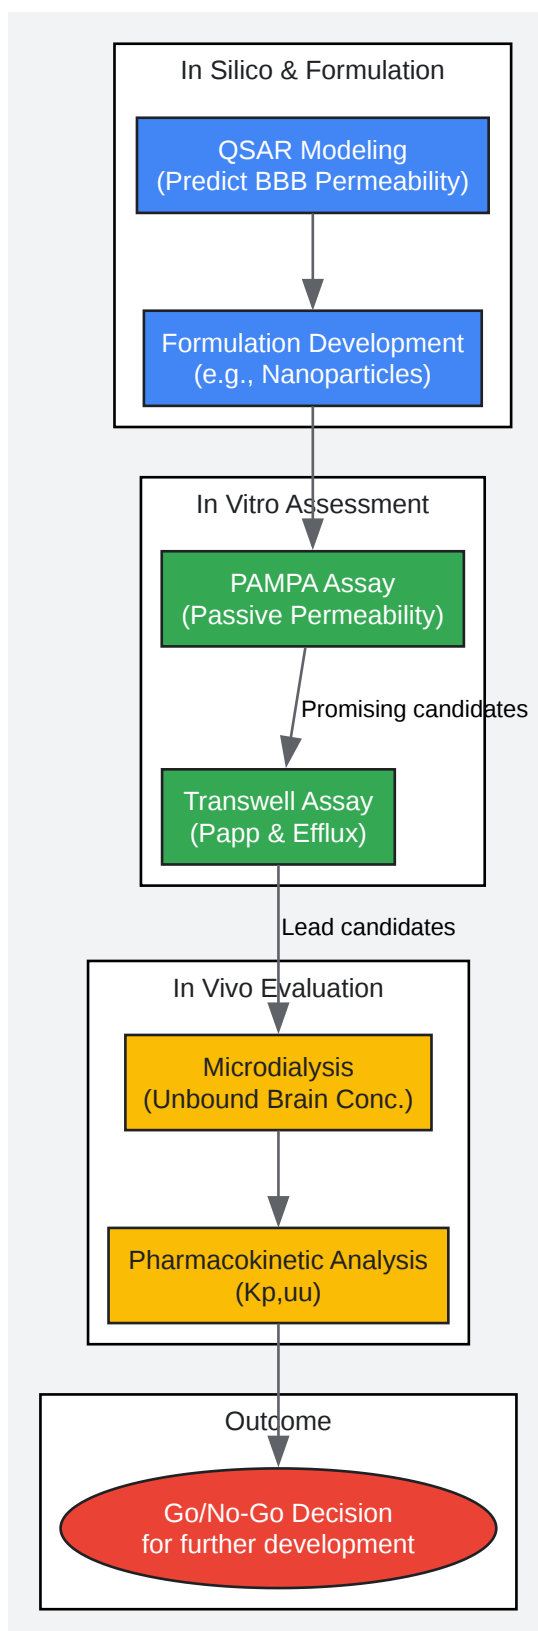 In Silico & Formulation
QSAR Modeling
(Predict BBB Permeability)
Formulation Development
(e.g., Nanoparticles)
In Vitro Assessment
PAMPA Assay
(Passive Permeability)
Promising candidates
Transwell Assay
(Papp & Efflux)
Lead candidates
In Vivo Evaluation
Microdialysis
(Unbound Brain Conc.)
Pharmacokinetic Analysis
(Kp,uu)
Outcome
Go/No-Go Decision
for further development